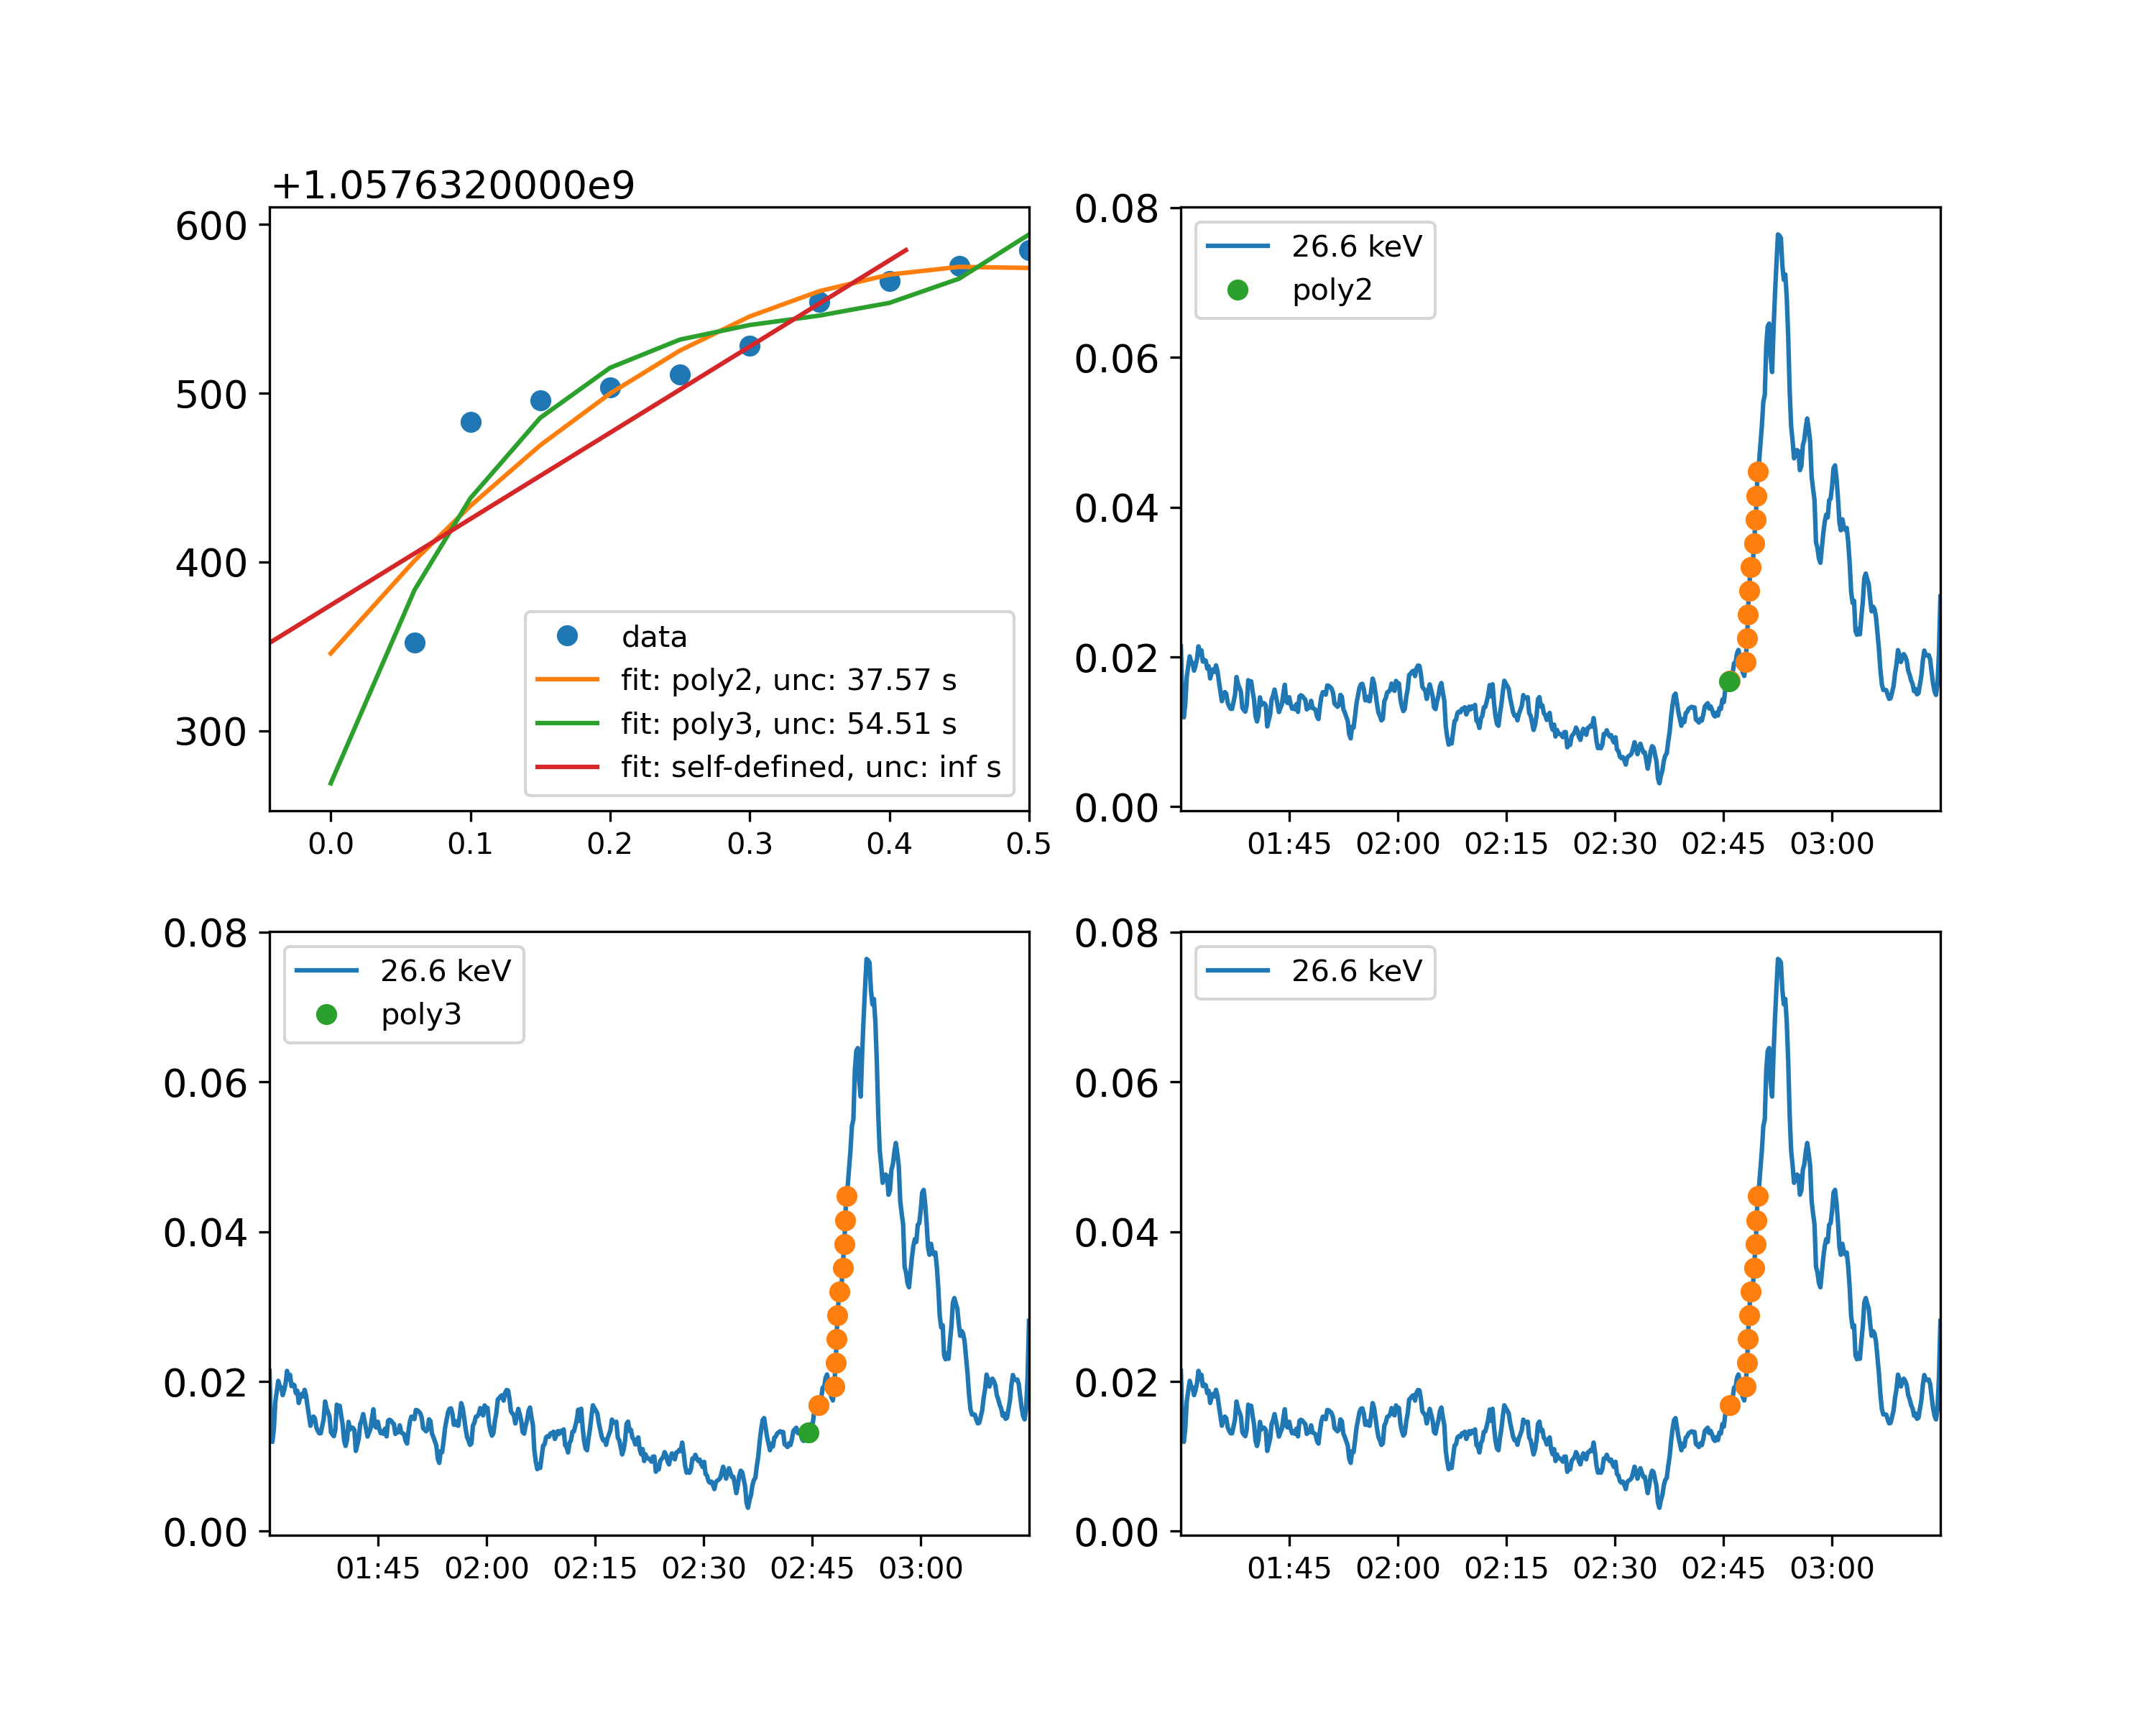 +1.0576320000e9
600
500
400
300
0.0 0.1 0.2 0.3 0.4 0.5
data
fit: poly2, unc: 37.57 s
fit: poly3, unc: 54.51 s
fit: self-defined, unc: inf s
0.08
0.06
0.04
0.02
0.00
01:45 02:00 02:15 02:30 02:45 03:00
26.6 keV
poly2
0.08
0.06
0.04
0.02
0.00
01:45 02:00 02:15 02:30 02:45 03:00
26.6 keV
poly3
0.08
0.06
0.04
0.02
0.00
01:45 02:00 02:15 02:30 02:45 03:00
26.6 keV